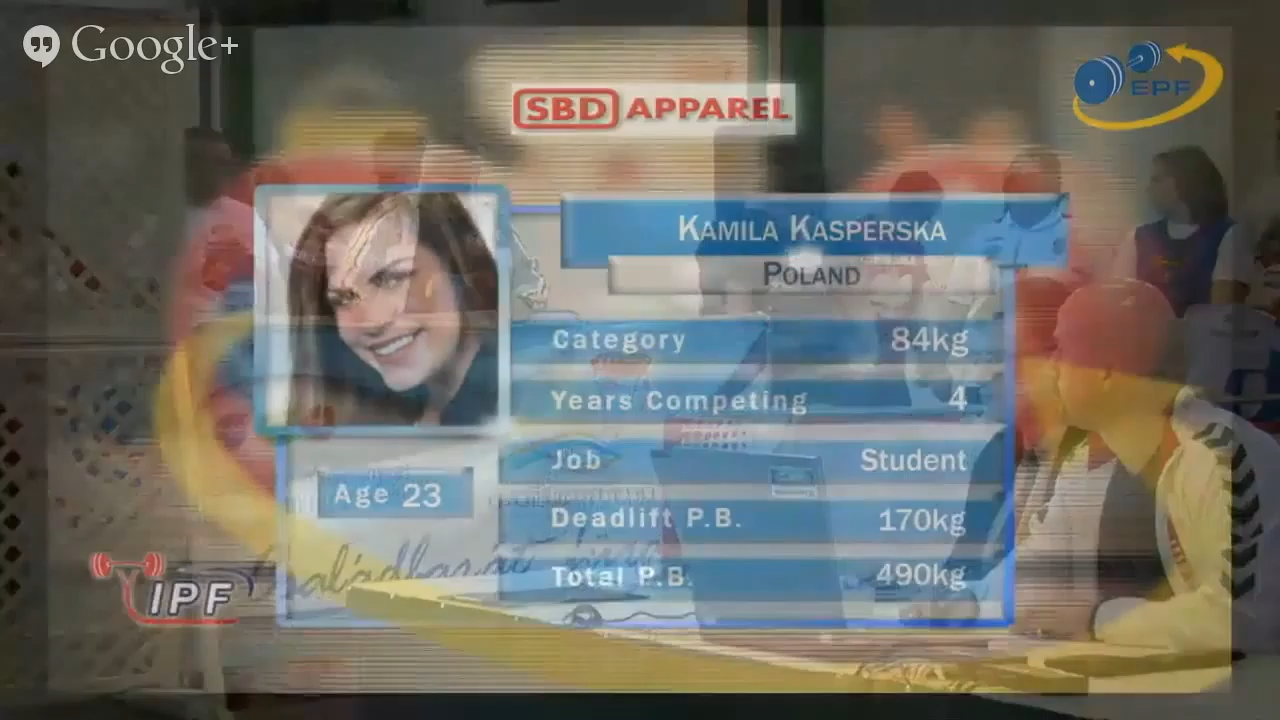 Google+
SBD APPAREL
EPF
KAMILA KASPERSKA
POLAND
Category 84kg
Years Competing 4
Job Student
Age 23
Deadlift P.B. 170kg
Total P.B. 490kg
IPF